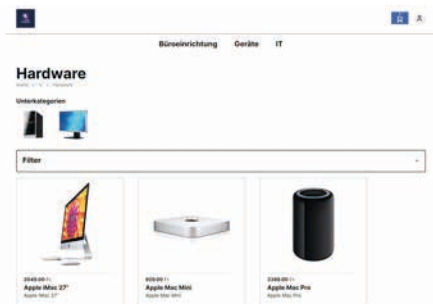 Büroeinrichtung Geräte IT
Hardware
Unterkategorien
Filter
Apple iMac 27"
Apple iMac 27"
Apple Mac Mini
Apple Mac Mini
Apple Mac Pro
Apple Mac Pro